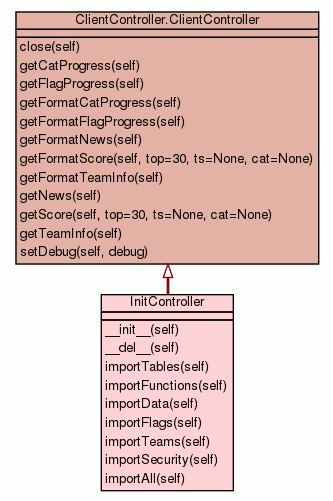 ClientController.ClientController
close(self)
getCatProgress(self)
getFlagProgress(self)
getFormatCatProgress(self)
getFormatFlagProgress(self)
getFormatNews(self)
getFormatScore(self, top=30, ts=None, cat=None)
getFormatTeamInfo(self)
getNews(self)
getScore(self, top=30, ts=None, cat=None)
getTeamInfo(self)
setDebug(self, debug)
InitController
__init__(self)
__del__(self)
importTables(self)
importFunctions(self)
importData(self)
importFlags(self)
importTeams(self)
importSecurity(self)
importAll(self)